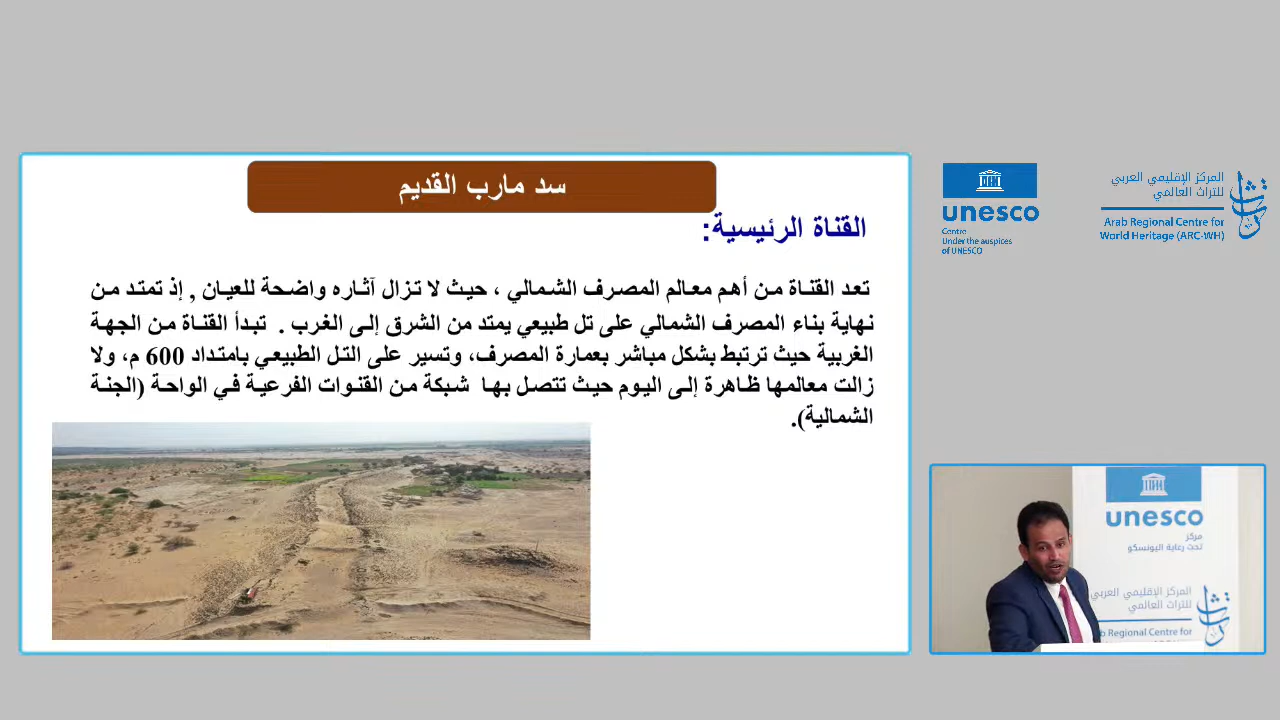 سد مارب القديم
القناة الرئيسية:
تعد القناة من أهم معالم المصرف الشمالي ، حيث لا تزال آثاره واضحة للعيان , إذ تمتد من
نهاية بناء المصرف الشمالي على تل طبيعي يمتد من الشرق إلى الغرب . تبدأ القناة من الجهة
الغربية حيث ترتبط بشكل مباشر بعمارة المصرف، وتسير على التل الطبيعي بامتداد 600 م، ولا
زالت معالمها ظاهرة إلى اليوم حيث تتصل بها شبكة من القنوات الفرعية في الواحة (الجنة
الشمالية).
unesco
Centre
Under the auspices
of UNESCO
المركز الإقليمي العربي
للتراث العالمي
Arab Regional Centre for
World Heritage (ARC-WH)
تراث
unesco
مركز
تحت رعاية اليونسكو
المركز الإقليمي العربي
للتراث العالمي
b Regional Centre for